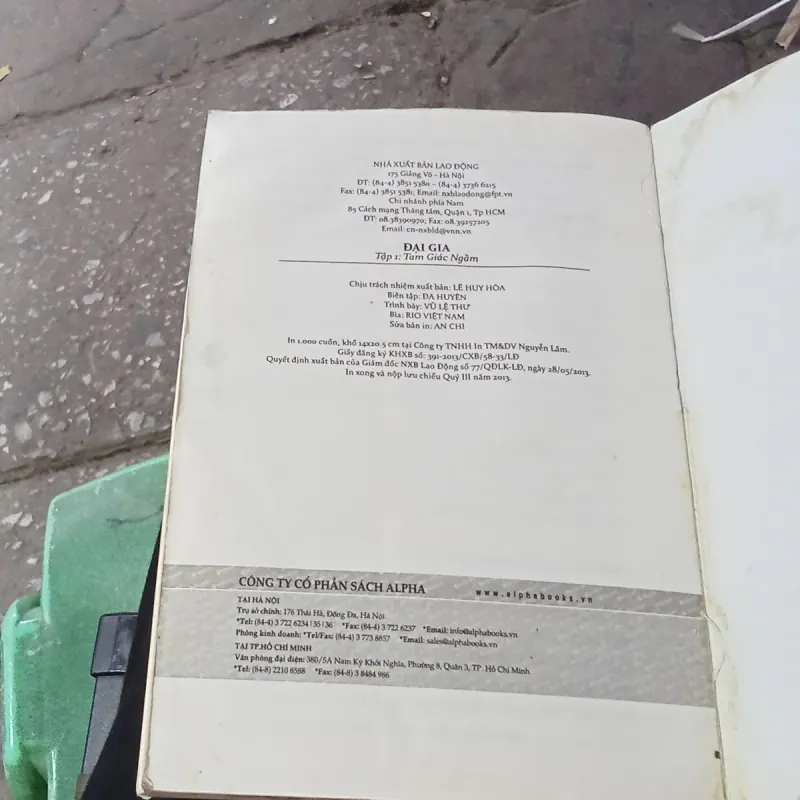 NHÀ XUẤT BẢN LAO ĐỘNG
175 Giảng Võ - Hà Nội
ĐT: (84-4) 3851 5380 – (84-4) 3736 6215
Fax: (84-4) 3851 5381; Email: nxblaodong@fpt.vn
Chi nhánh phía Nam
85 Cách mạng Tháng tám, Quận 1, Tp HCM
ĐT: 08.38390970; Fax: 08.39257205
Email: cn-nxbld@vnn.vn
ĐẠI GIA
Tập 1: Tam Giác Ngầm
Chịu trách nhiệm xuất bản: LÊ HUY HÒA
Biên tập: ĐA HUYÊN
Trình bày: VŨ LỆ THƯ
Bìa: RIO VIỆT NAM
Sửa bản in: AN CHI
In 1.000 cuốn, khổ 14x20.5 cm tại Công ty TNHH In TM&DV Nguyễn Lâm.
Giấy đăng ký KHXB số: 391-2013/CXB/58-33/LĐ
Quyết định xuất bản của Giám đốc NXB Lao Động số 77/QĐLK-LĐ, ngày 28/05/2013.
In xong và nộp lưu chiểu Quý III năm 2013.
CÔNG TY CỔ PHẦN SÁCH ALPHA www.alphabooks.vn
TẠI HÀ NỘI
Trụ sở chính: 176 Thái Hà, Đống Đa, Hà Nội
*Tel: (84-4) 3 722 6234|35|36 *Fax: (84-4) 3 722 6237 *Email: info@alphabooks.vn
Phòng kinh doanh: *Tel/Fax: (84-4) 3 773 8857 *Email: sales@alphabooks.vn
TẠI TP.HỒ CHÍ MINH
Văn phòng đại diện: 380/5A Nam Kỳ Khởi Nghĩa, Phường 8, Quận 3, TP. Hồ Chí Minh
*Tel: (84-8) 2210 8588 *Fax: (84-8) 3 8484 986